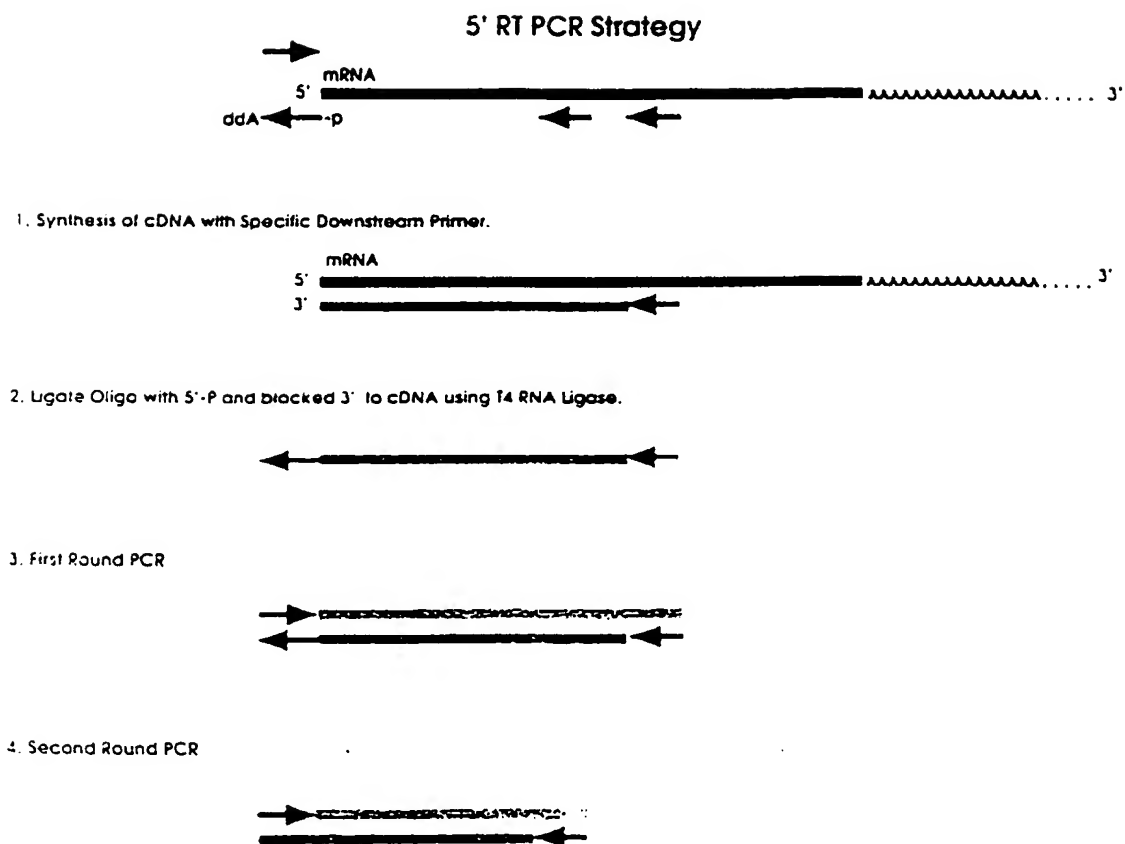 5' RT PCR Strategy
mRNA
5' 3'
ddA -p
1. Synthesis of cDNA with Specific Downstream Primer.
mRNA
5' 3'
3'
2. Ligate Oligo with 5'-P and blocked 3' to cDNA using T4 RNA Ligase.
3. First Round PCR
4. Second Round PCR